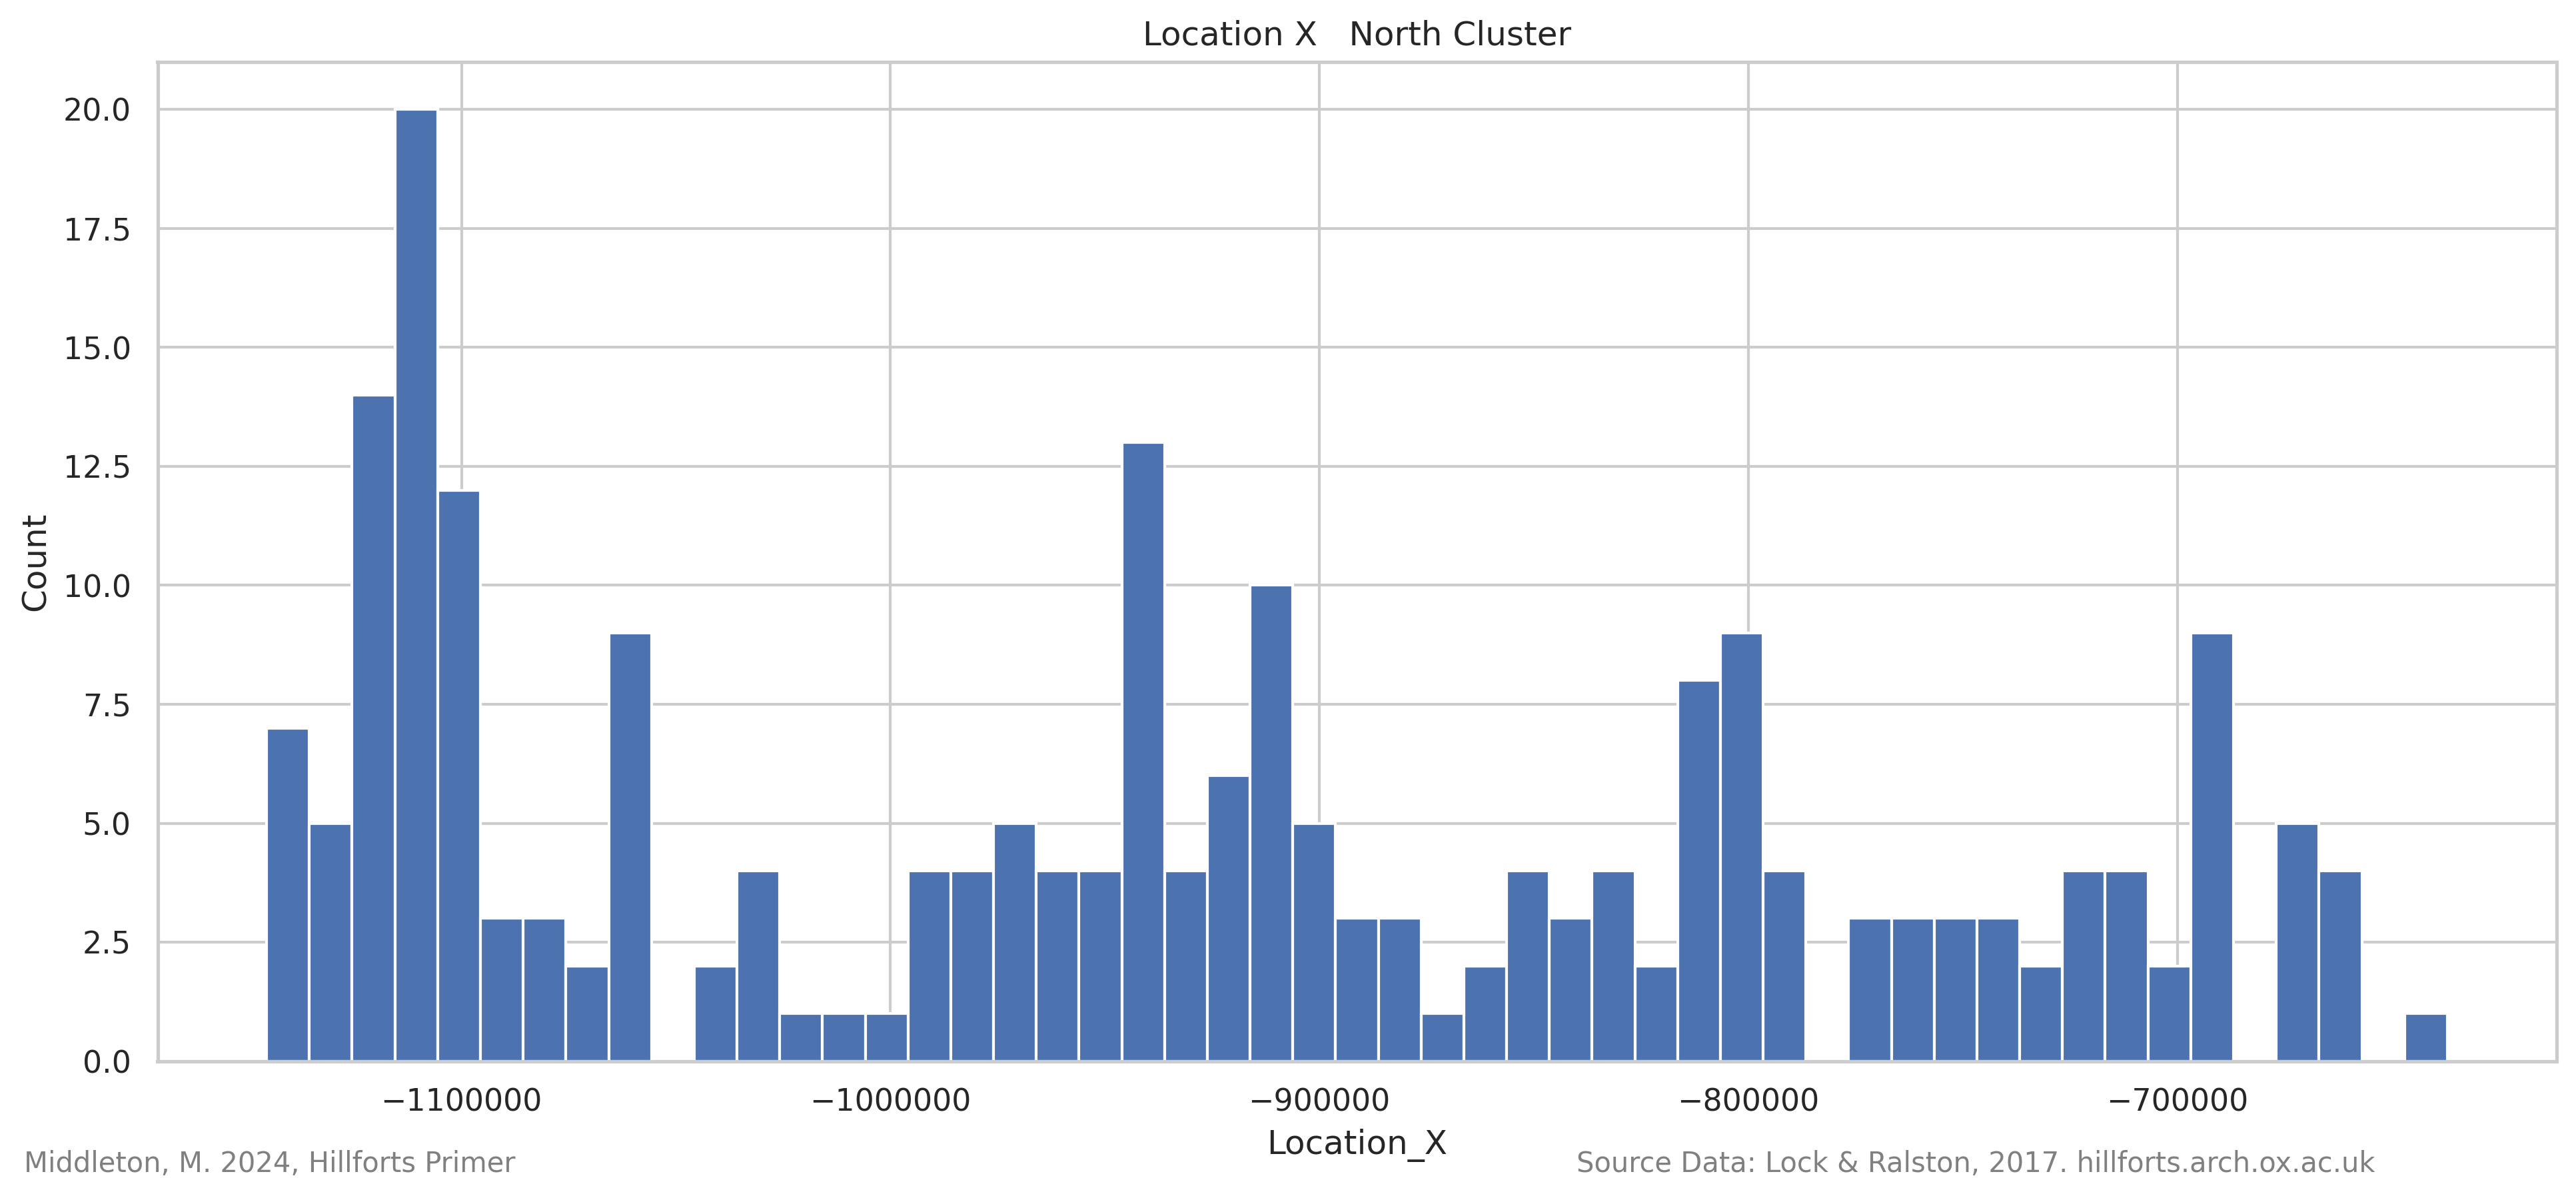 Location X   North Cluster
20.0
17.5
15.0
12.5
10.0
7.5
5.0
2.5
0.0
Count
−1100000 −1000000 −900000 −800000 −700000
Location_X
Middleton, M. 2024, Hillforts Primer
Source Data: Lock & Ralston, 2017. hillforts.arch.ox.ac.uk